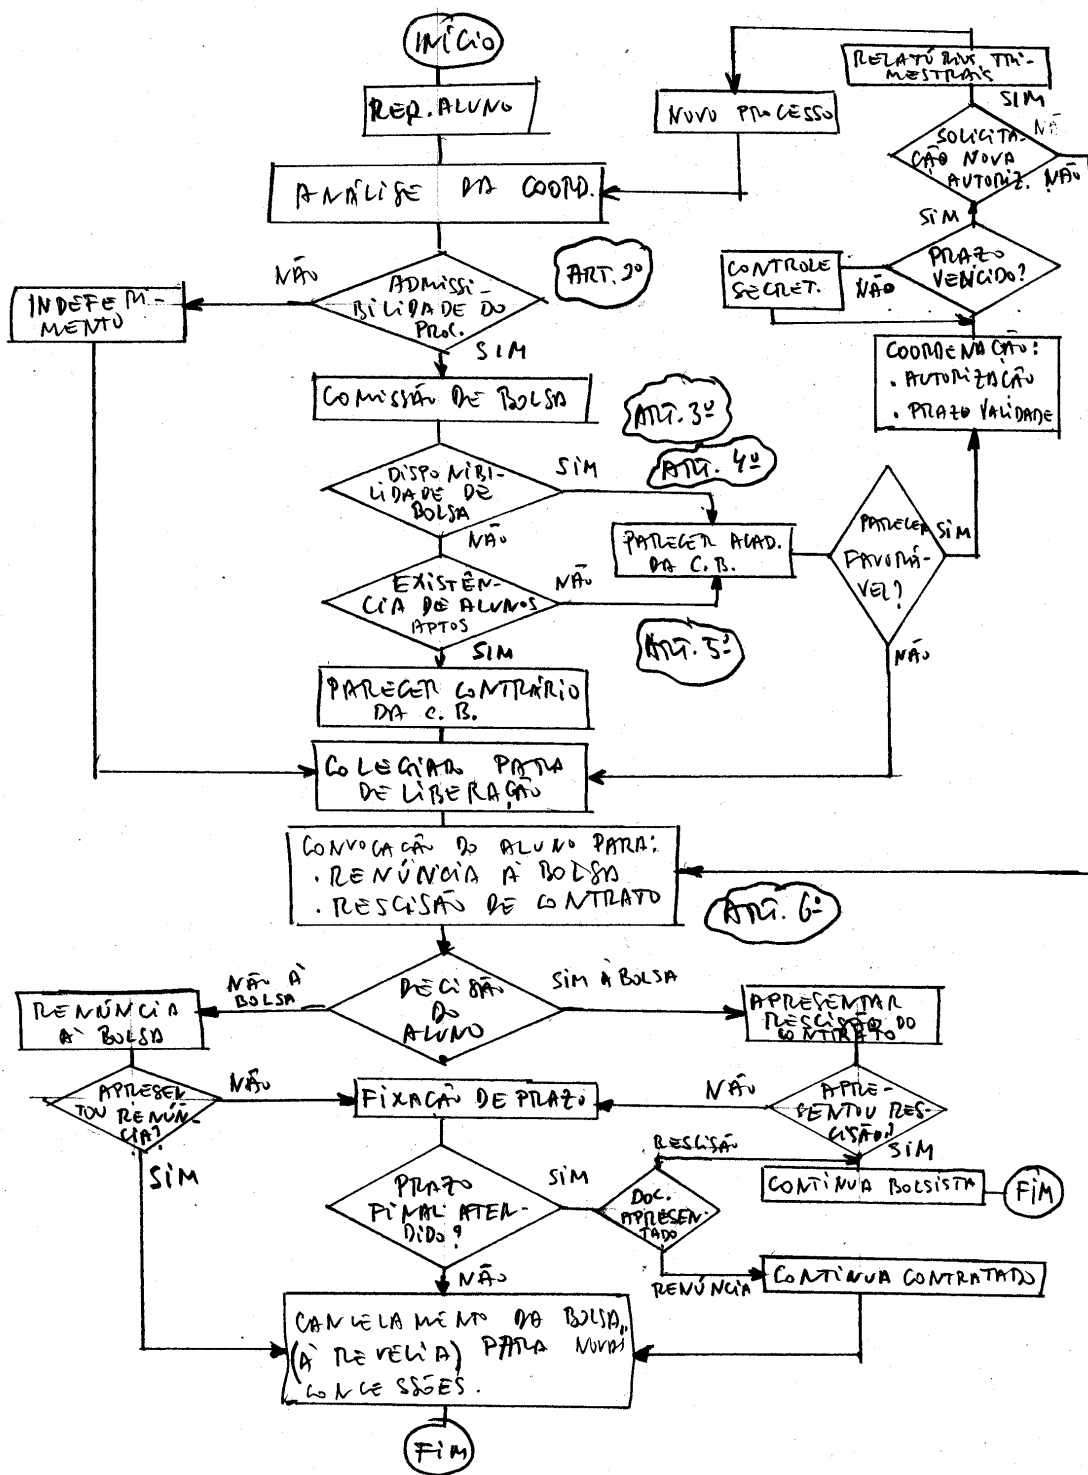 INÍCIO
REQ. ALUNO
ANÁLISE DA COORD.
NÃO
ADMISSI-
BILIDADE DO
PROC.
ART. 2º
INDEFERI-
MENTO
SIM
COMISSÃO DE BOLSA
ART. 3º
ART. 4º
DISPONIBI-
LIDADE DE
BOLSA
SIM
NÃO
EXISTÊN-
CIA DE ALUNOS
APTOS
NÃO
SIM
PARECER ACAD.
DA C.B.
ART. 5º
PARECER
FAVORÁ-
VEL?
SIM
NÃO
COORDENAÇÃO:
. AUTORIZAÇÃO
. PRAZO VALIDADE
PRAZO
VENCIDO?
NÃO
CONTROLE
SECRET.
SIM
SOLICITA-
ÇÃO NOVA
AUTORIZ.
NÃO
NÃ
SIM
RELATÓRIOS TRI-
MESTRAIS
NOVO PROCESSO
PARECER CONTRÁRIO
DA C.B.
COLEGIADO PARA
DELIBERAÇÃO
CONVOCAÇÃO DO ALUNO PARA:
. RENÚNCIA À BOLSA
. RESCISÃO DE CONTRATO
ART. 6º
DECISÃO
DO
ALUNO
NÃO À
BOLSA
SIM À BOLSA
RENÚNCIA
À BOLSA
APRESENTAR
RESCISÃO DO
CONTRATO
APRESEN
TOU RENÚN-
CIA?
NÃO
SIM
FIXAÇÃO DE PRAZO
NÃO
APRE-
SENTOU RES-
CISÃO?
SIM
CONTINUA BOLSISTA
FIM
PRAZO
FINAL ATEN-
DIDO?
SIM
NÃO
DOC.
APRESEN-
TADO
RESCISÃO
RENÚNCIA
CONTINUA CONTRATADO
CANCELAMENTO DA BOLSA,
(À REVELIA) PARA NOVAS
CONCESSÕES.
FIM